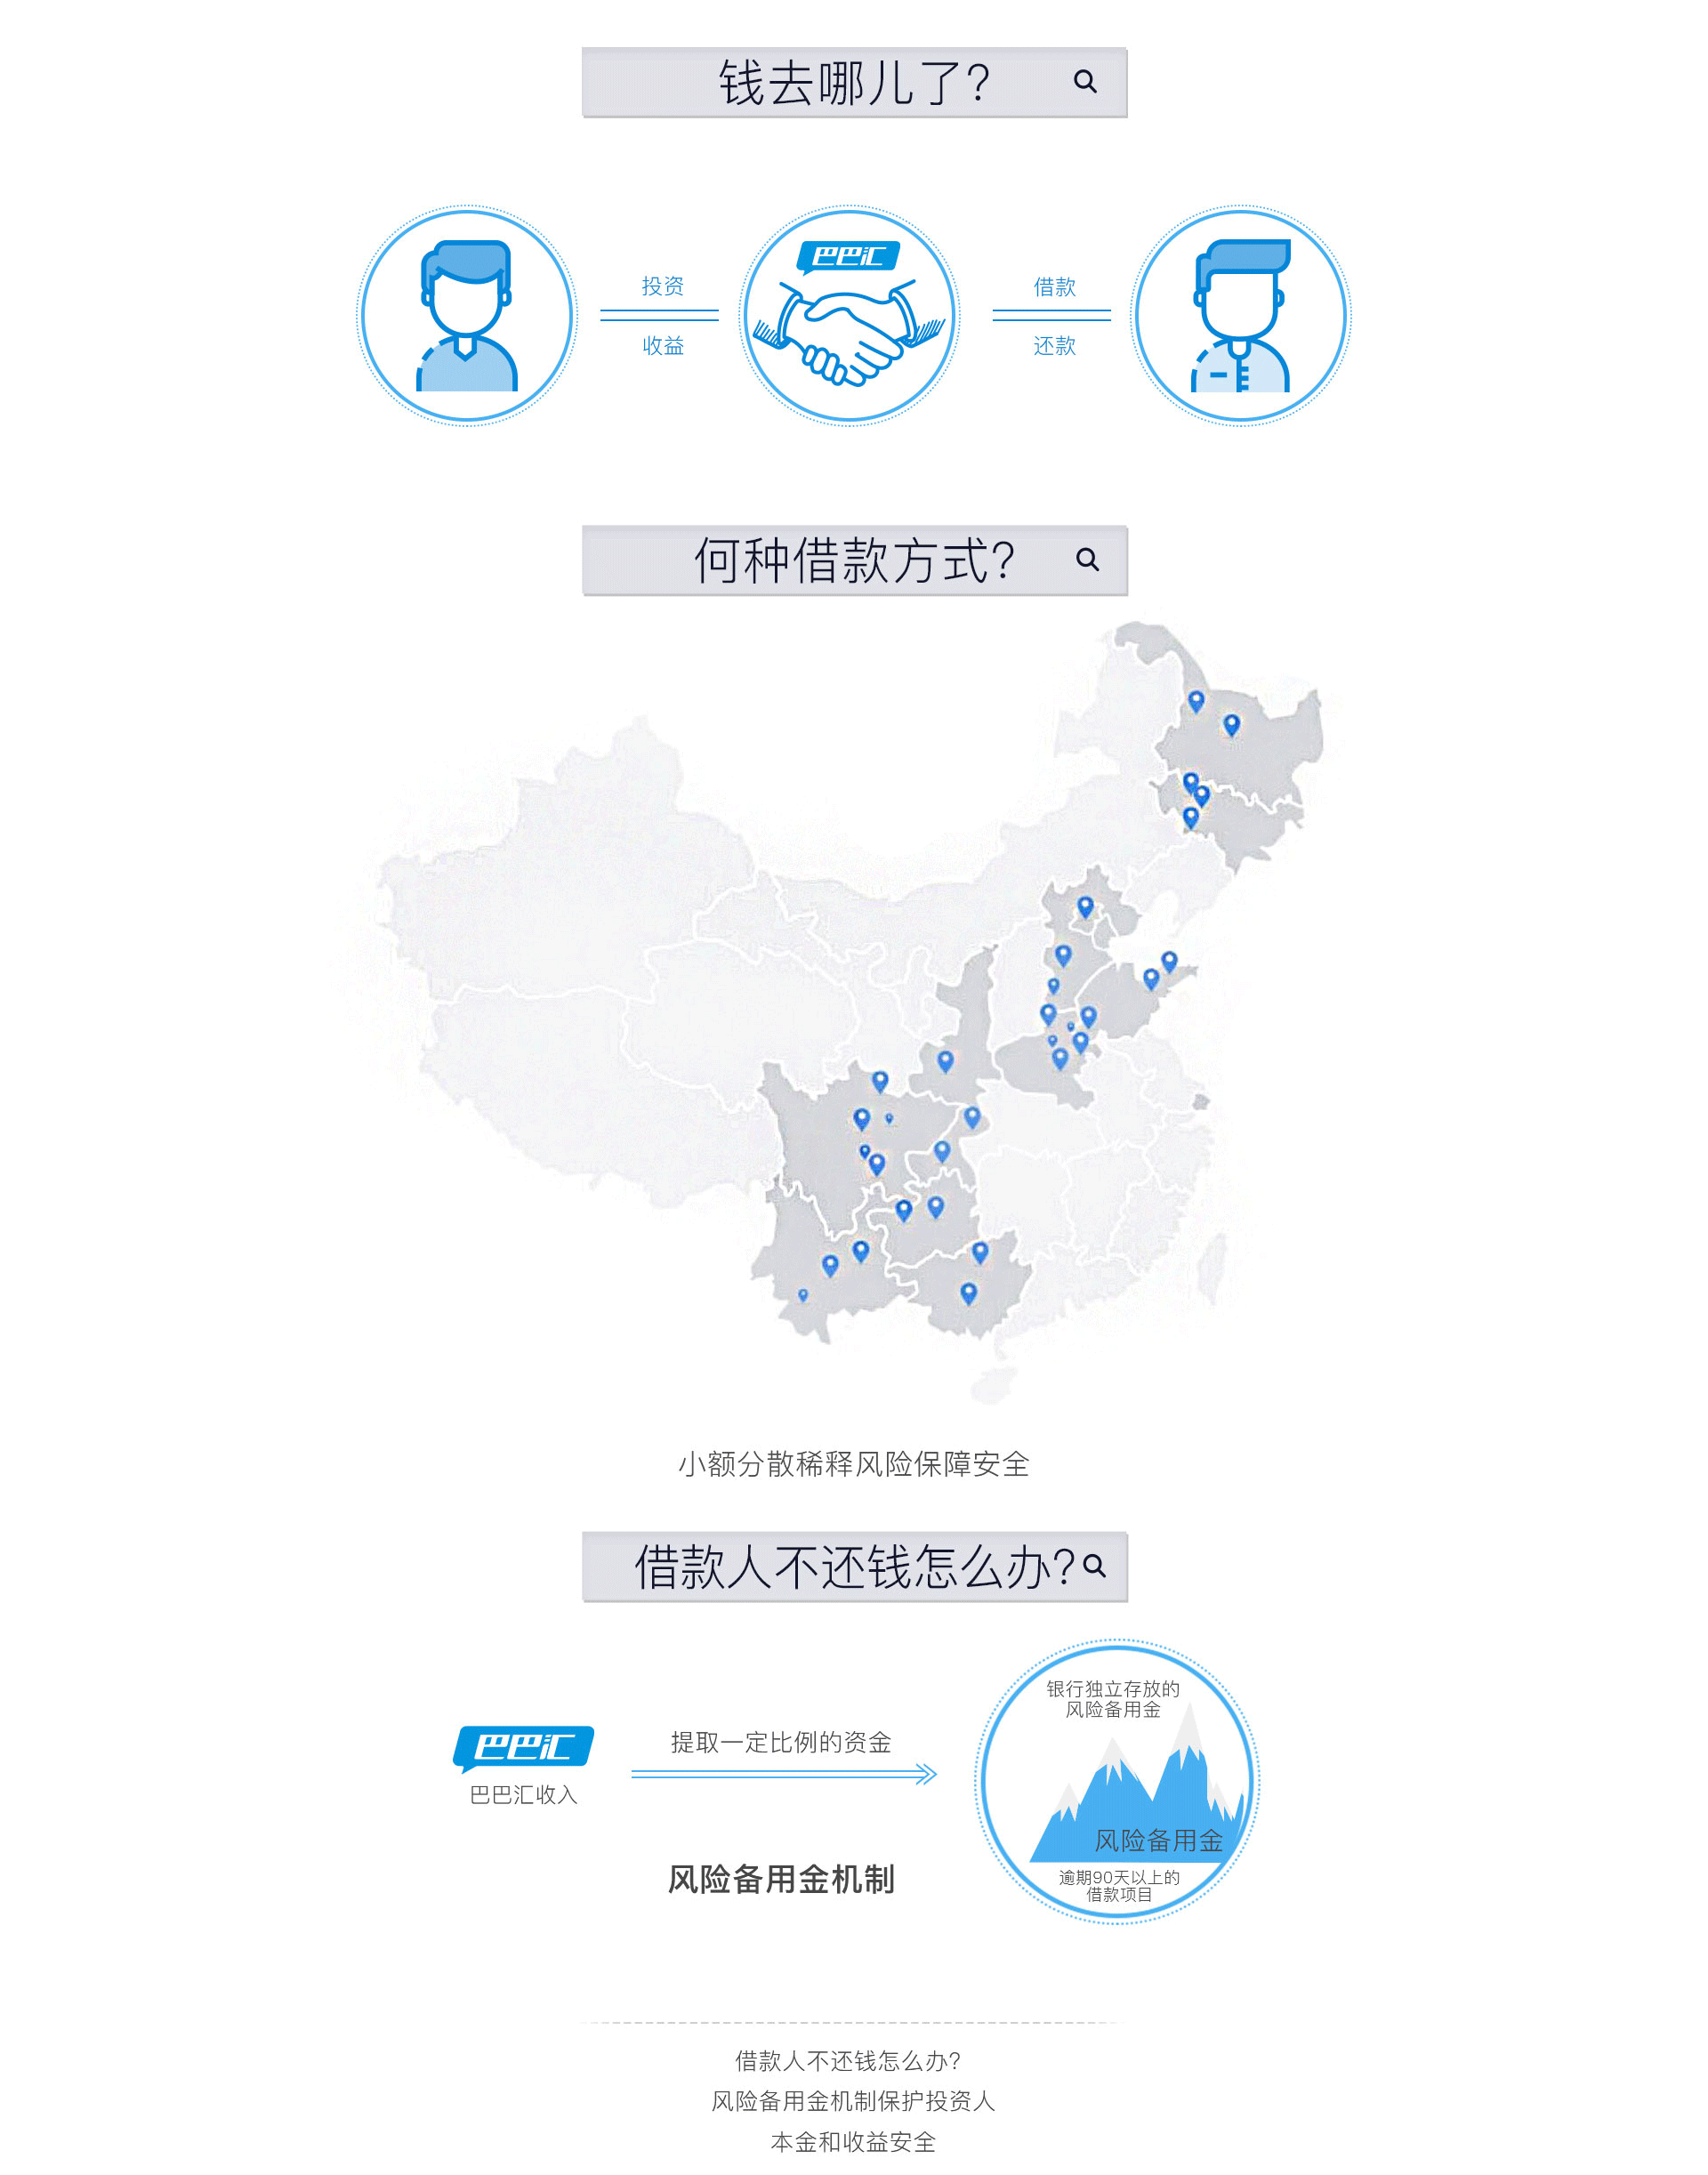 钱去哪儿了?
巴巴汇
投资
收益
借款
还款
何种借款方式?
小额分散稀释风险保障安全
借款人不还钱怎么办?
巴巴汇
巴巴汇收入
提取一定比例的资金
风险备用金机制
银行独立存放的
风险备用金
风险备用金
逾期90天以上的
借款项目
借款人不还钱怎么办?
风险备用金机制保护投资人
本金和收益安全